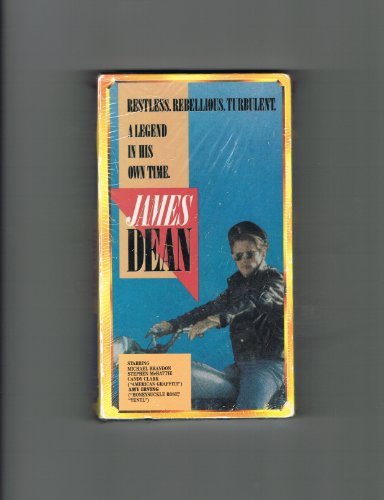 RESTLESS. REBELLIOUS. TURBULENT.
A LEGEND
IN HIS
OWN TIME.
JAMES
DEAN
STARRING
MICHAEL BRANDON
STEPHEN McHATTIE
CANDY CLARK
("AMERICAN GRAFFITI")
AMY IRVING
("HONEYSUCKLE ROSE,"
"YENTL")